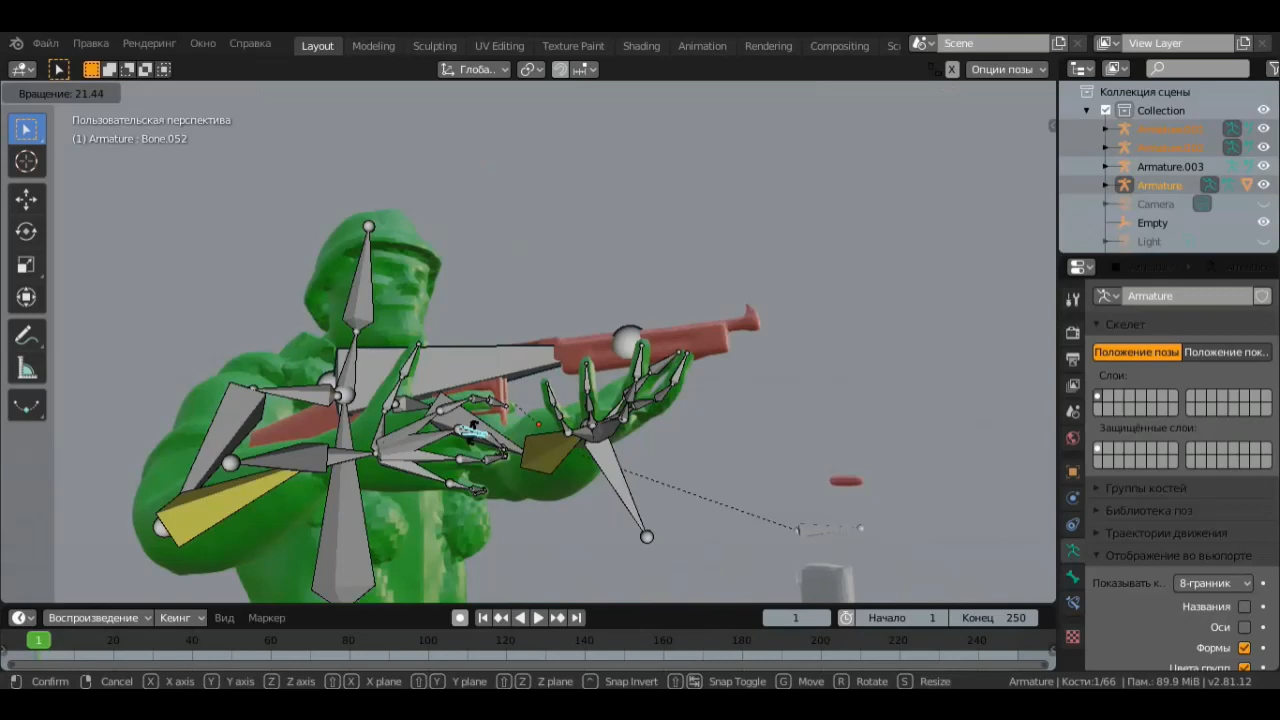 Файл Правка Рендеринг Окно Справка Layout Modeling Sculpting UV Editing Texture Paint Shading Animation Rendering Compositing Sc Scene View Layer
Глоба.. X Опции позы
Вращение: 21.44
Пользовательская перспектива
(1) Armature : Bone.052
Коллекция сцены
Collection
Armature.003
Armature
Camera
Empty
Light
Armature
Скелет
Положение позы Положение пок..
Слои:
Защищённые слои:
Группы костей
Библиотека поз
Траектории движения
Отображение во вьюпорте
Показывать к.. 8-гранник
Названия
Оси
Формы
Цвета групп
Воспроизведение Кеинг Вид Маркер 1 Начало 1 Конец 250
1 20 40 60 80 100 120 140 160 180 200 220 240
Confirm Cancel X X axis Y Y axis Z Z axis X X plane Y Y plane Z Z plane ^ Snap Invert Snap Toggle G Move R Rotate S Resize Armature | Кости:1/66 | Пам.: 89.9 MiB | v2.81.12